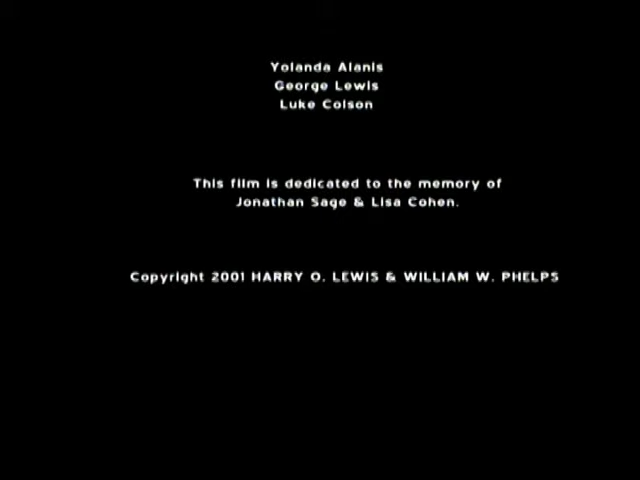 Yolanda Alanis
George Lewis
Luke Colson
This film is dedicated to the memory of
Jonathan Sage & Lisa Cohen.
Copyright 2001 HARRY O. LEWIS & WILLIAM W. PHELPS